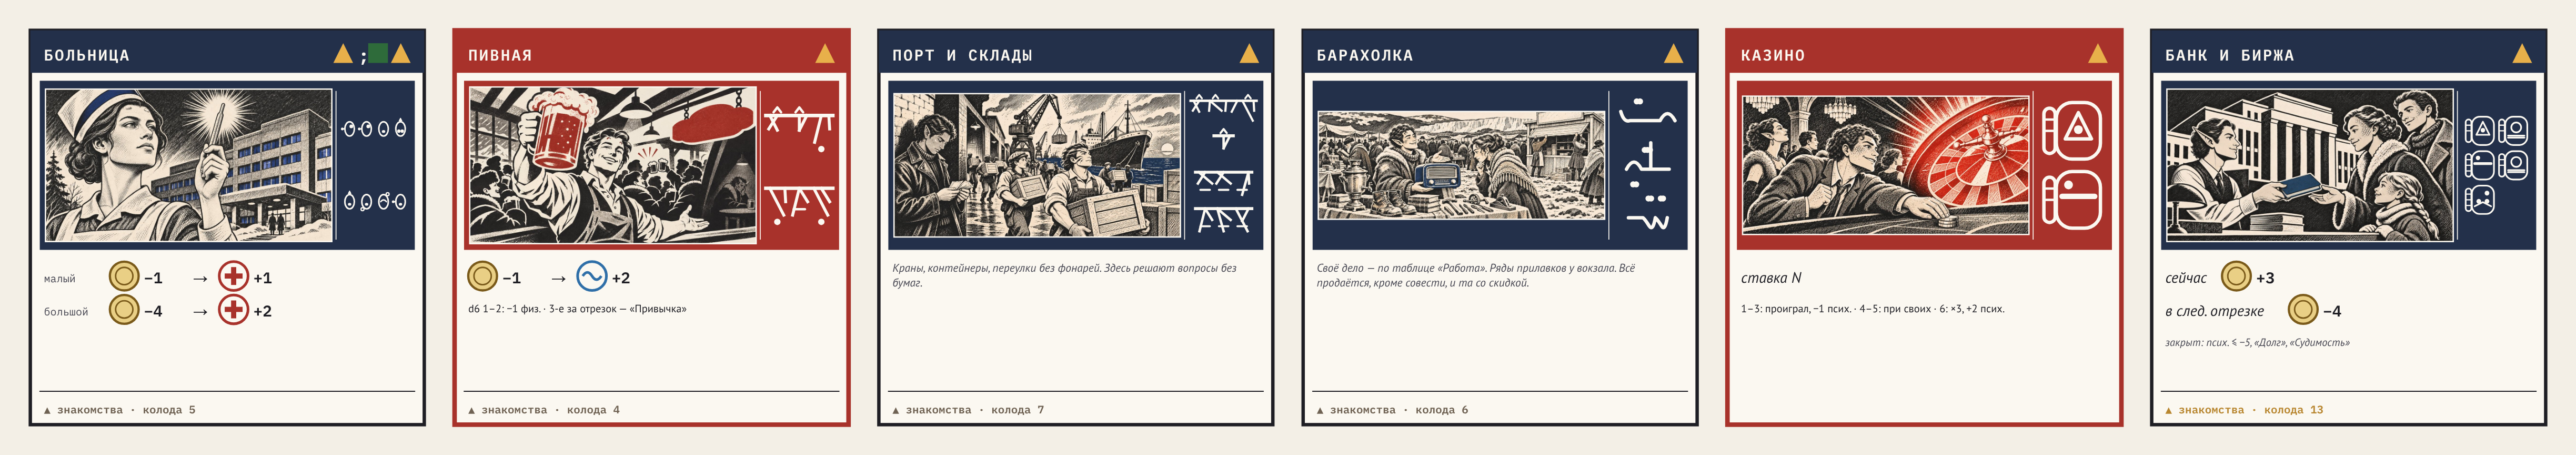 БОЛЬНИЦА ▲ ;■▲
малый −1 → +1
большой −4 → +2
▲ знакомства · колода 5
ПИВНАЯ ▲
−1 → +2
d6 1–2: −1 физ. · 3-е за отрезок — «Привычка»
▲ знакомства · колода 4
ПОРТ И СКЛАДЫ ▲
Краны, контейнеры, переулки без фонарей. Здесь решают вопросы без
бумаг.
▲ знакомства · колода 7
БАРАХОЛКА ▲
Своё дело — по таблице «Работа». Ряды прилавков у вокзала. Всё
продаётся, кроме совести, и та со скидкой.
▲ знакомства · колода 6
КАЗИНО ▲
ставка N
1–3: проиграл, −1 псих. · 4–5: при своих · 6: ×3, +2 псих.
▲ знакомства · колода 13
БАНК И БИРЖА ▲
сейчас +3
в след. отрезке −4
закрыт: псих. ⩽ −5, «Долг», «Судимость»